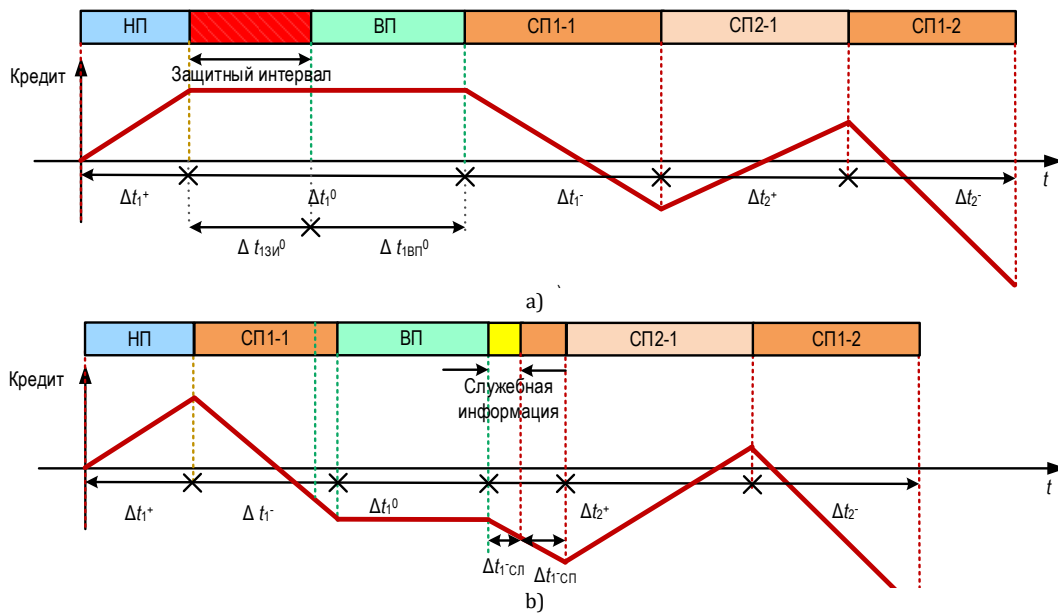 НП ВП СП1-1 СП2-1 СП1-2
Защитный интервал
Кредит
t
Δt₁⁺ Δt₁⁰ Δt₁⁻ Δt₂⁺ Δt₂⁻
Δ t₁ЗИ⁰ Δ t₁ВП⁰
a)
НП СП1-1 ВП СП2-1 СП1-2
Кредит
Служебная
информация
t
Δt₁⁺ Δ t₁⁻ Δt₁⁰ Δt₂⁺ Δt₂⁻
Δt₁⁻СЛ Δt₁⁻СП
b)